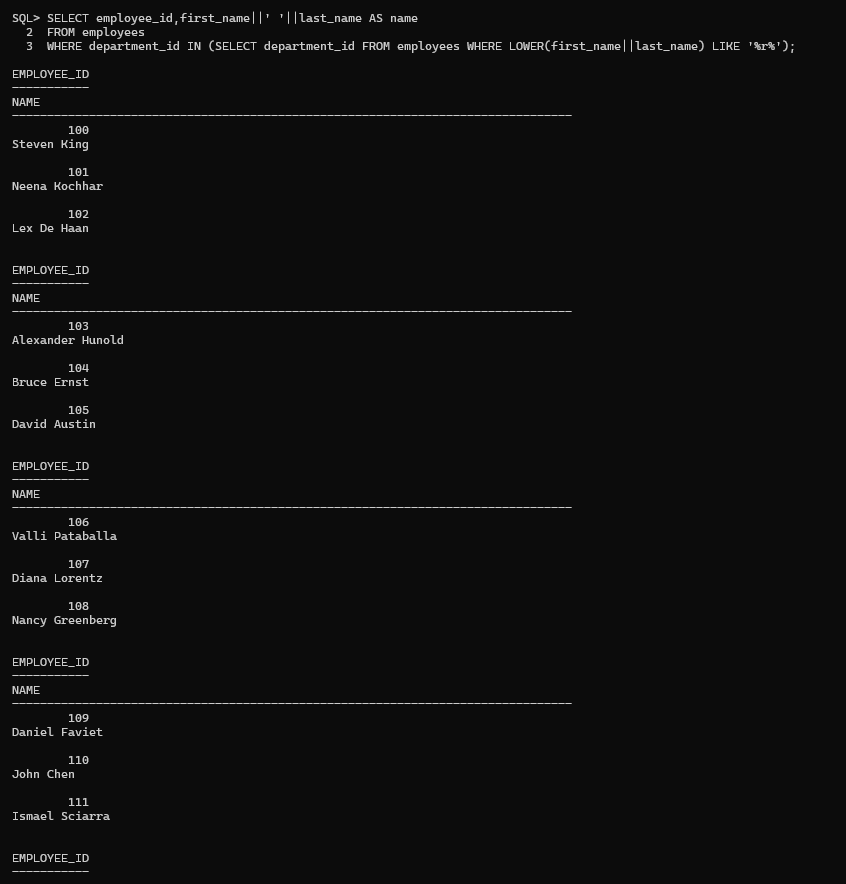 SQL> SELECT employee_id,first_name||' '||last_name AS name
  2  FROM employees
  3  WHERE department_id IN (SELECT department_id FROM employees WHERE LOWER(first_name||last_name) LIKE '%r%');
EMPLOYEE_ID
-----------
NAME
--------------------------------------------------------------------------------
        100
Steven King
        101
Neena Kochhar
        102
Lex De Haan
EMPLOYEE_ID
-----------
NAME
--------------------------------------------------------------------------------
        103
Alexander Hunold
        104
Bruce Ernst
        105
David Austin
EMPLOYEE_ID
-----------
NAME
--------------------------------------------------------------------------------
        106
Valli Pataballa
        107
Diana Lorentz
        108
Nancy Greenberg
EMPLOYEE_ID
-----------
NAME
--------------------------------------------------------------------------------
        109
Daniel Faviet
        110
John Chen
        111
Ismael Sciarra
EMPLOYEE_ID
-----------